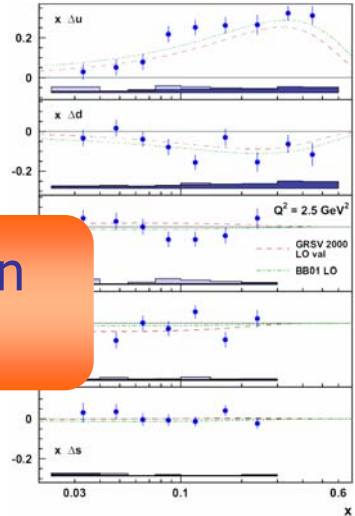 x Δu
0.2
0
x Δd
0
-0.2
Q² = 2.5 GeV²
GRSV 2000
LO val
BB01 LO
n
x Δs
0
-0.2
0.03
0.1
0.6
x